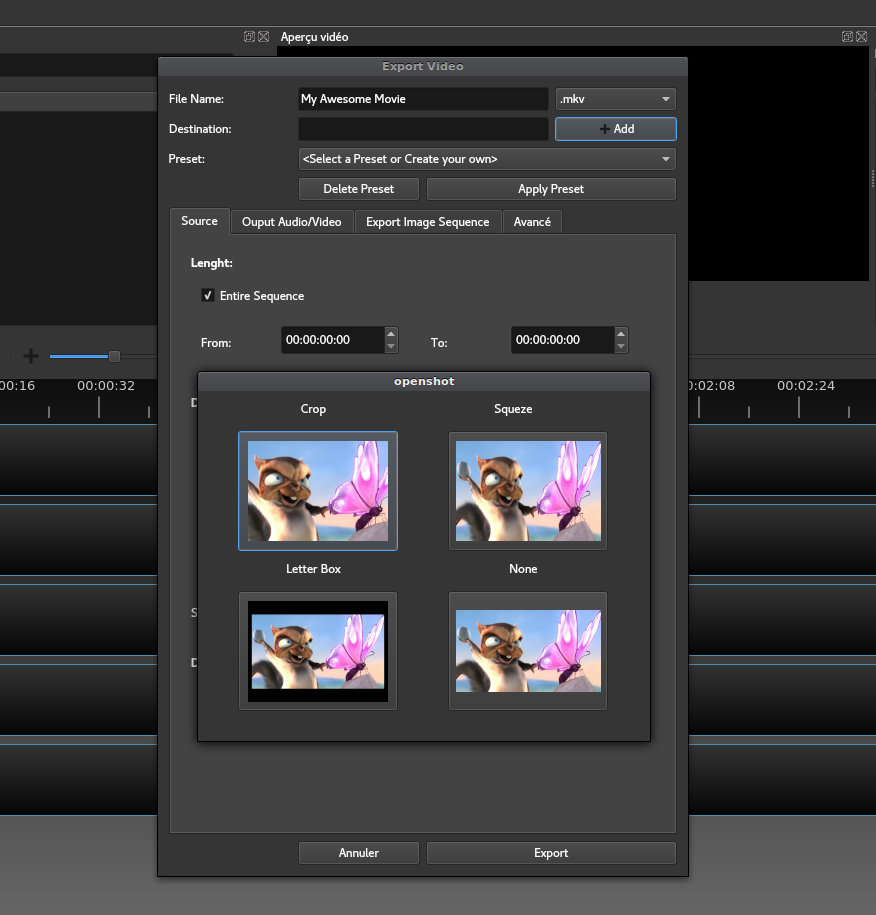 Aperçu vidéo
Export Video
File Name:
My Awesome Movie
.mkv
Destination:
Add
Preset:
<Select a Preset or Create your own>
Delete Preset
Apply Preset
Source
Ouput Audio/Video
Export Image Sequence
Avancé
Lenght:
Entire Sequence
From:
00:00:00:00
To:
00:00:00:00
00:16
00:00:32
0:02:08
00:02:24
openshot
D
Crop
Squeze
Letter Box
None
S
D
Annuler
Export